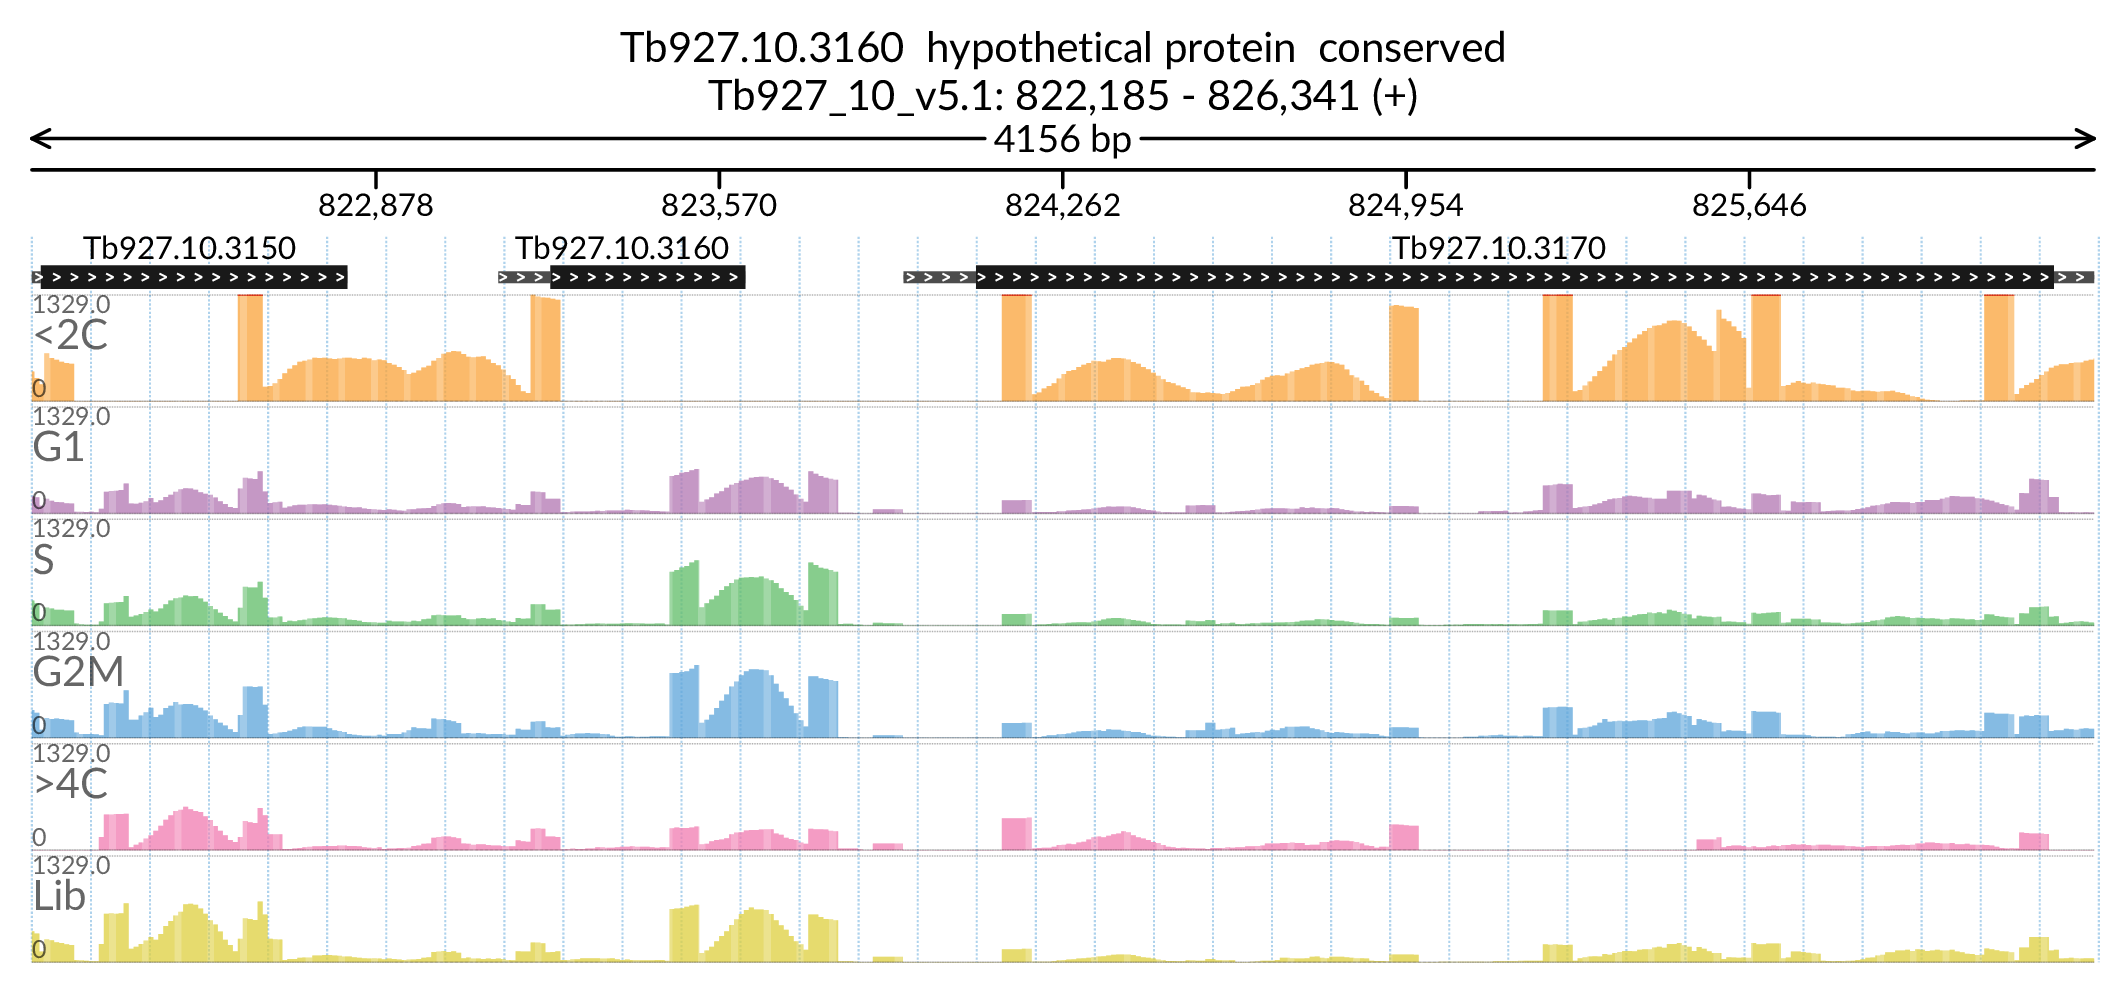 Tb927.10.3160 hypothetical protein conserved
Tb927_10_v5.1: 822,185 - 826,341 (+)
4156 bp
822,878 823,570 824,262 824,954 825,646
Tb927.10.3150 Tb927.10.3160 Tb927.10.3170
1329.0
<2C
0
1329.0
G1
0
1329.0
S
0
1329.0
G2M
0
1329.0
>4C
0
1329.0
Lib
0